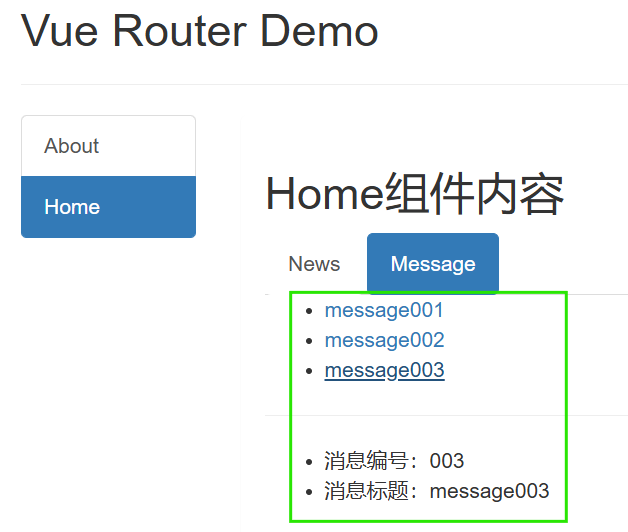 Vue Router Demo
About
Home
Home组件内容
News
Message
message001
message002
message003
消息编号：003
消息标题：message003